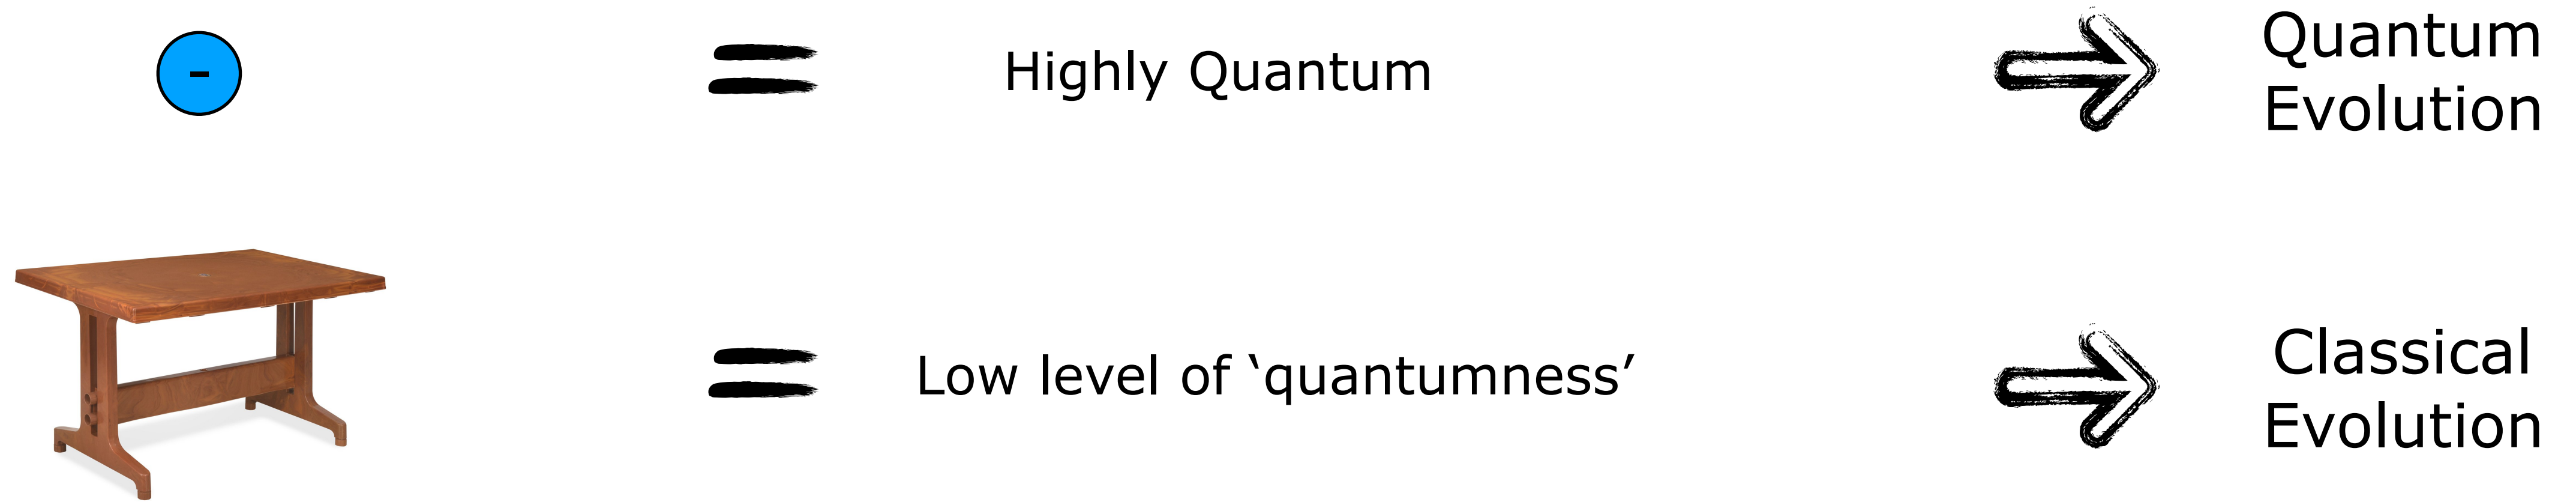 -
Highly Quantum
Quantum
Evolution
Low level of ‘quantumness’
Classical
Evolution